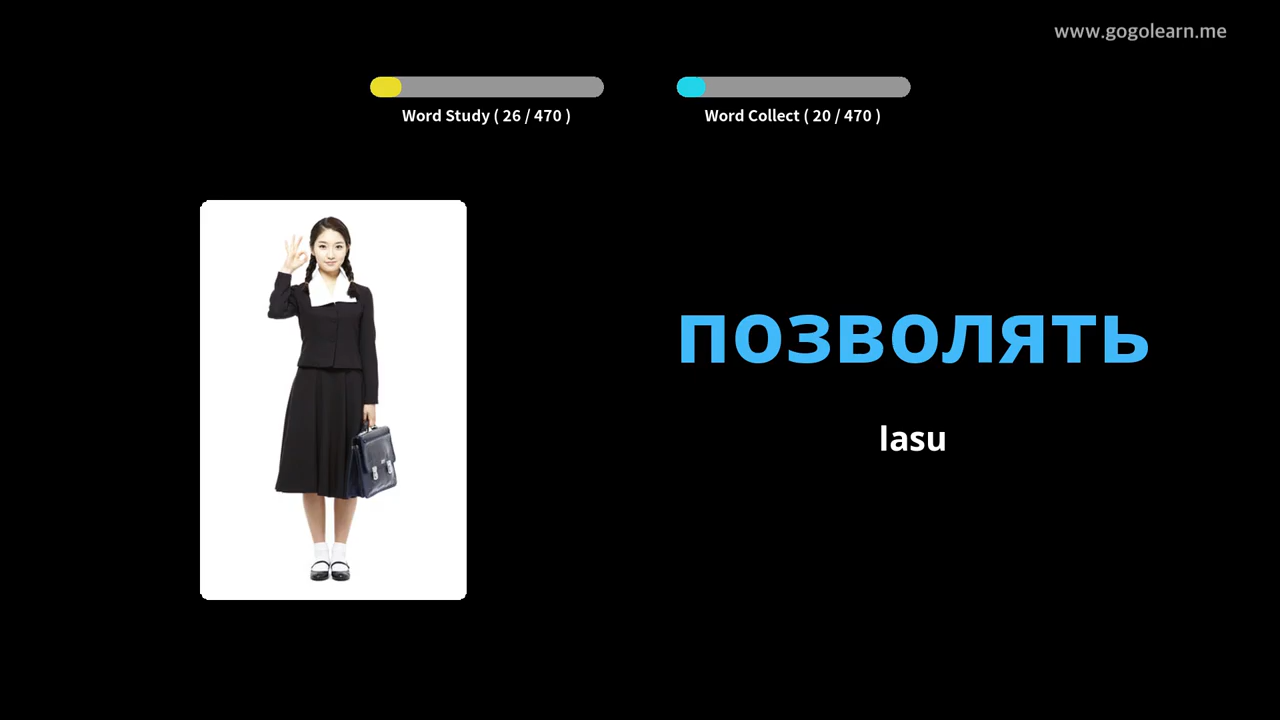 www.gogolearn.me
Word Study ( 26 / 470 )
Word Collect ( 20 / 470 )
позволять
lasu